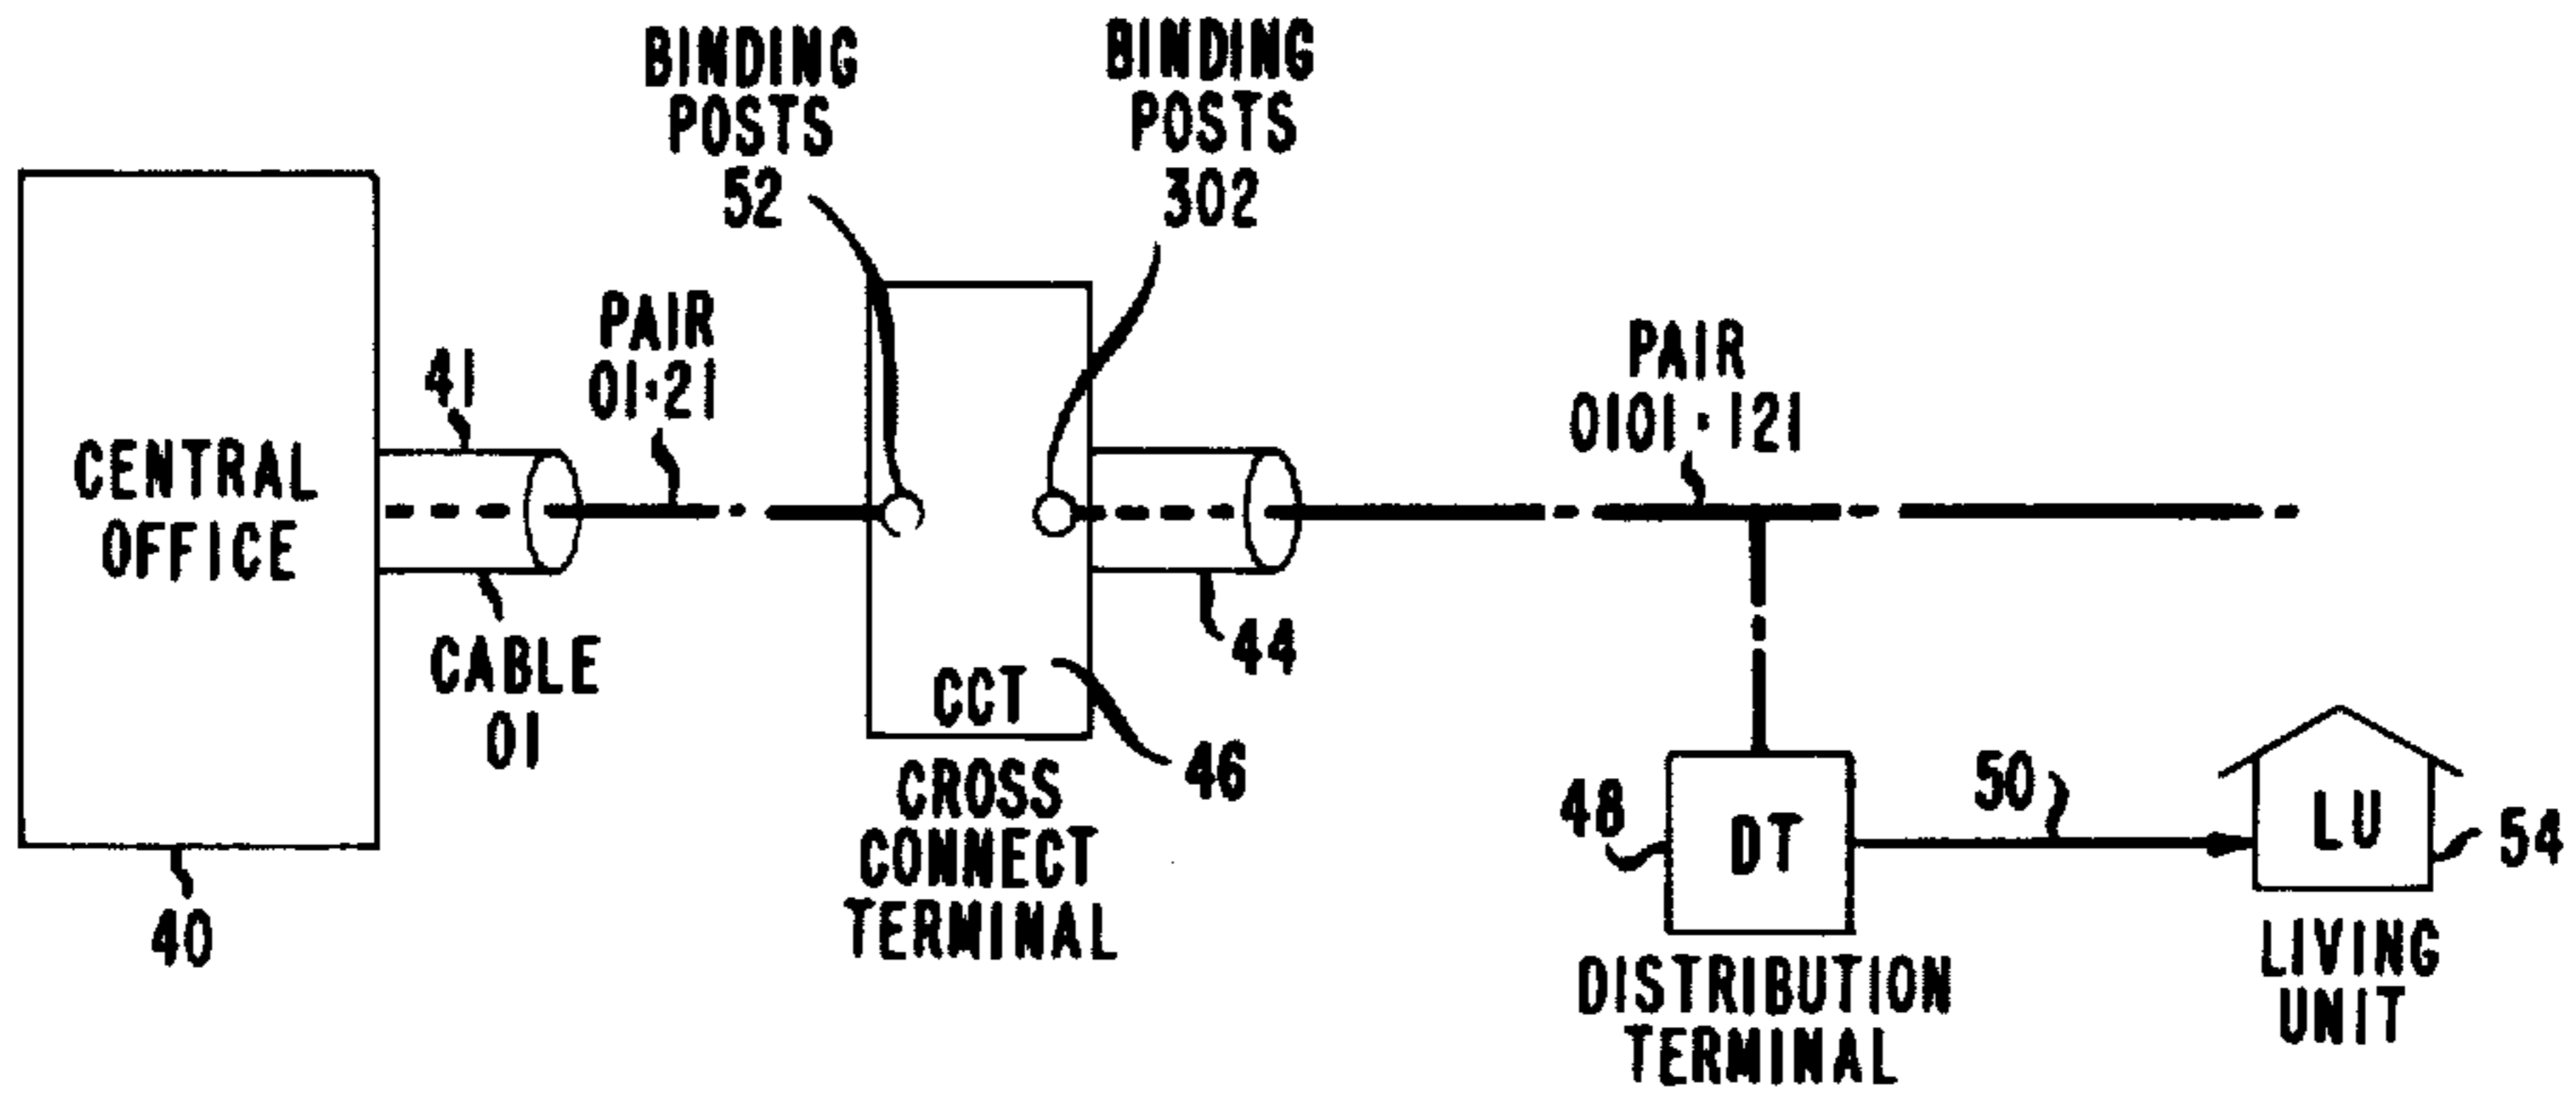 BINDING
POSTS
52
BINDING
POSTS
302
PAIR
01·21
41
PAIR
0101·121
CENTRAL
OFFICE
CABLE
01
44
CCT
46
CROSS
CONNECT
TERMINAL
40
48
DT
50
LU
54
DISTRIBUTION
TERMINAL
LIVING
UNIT